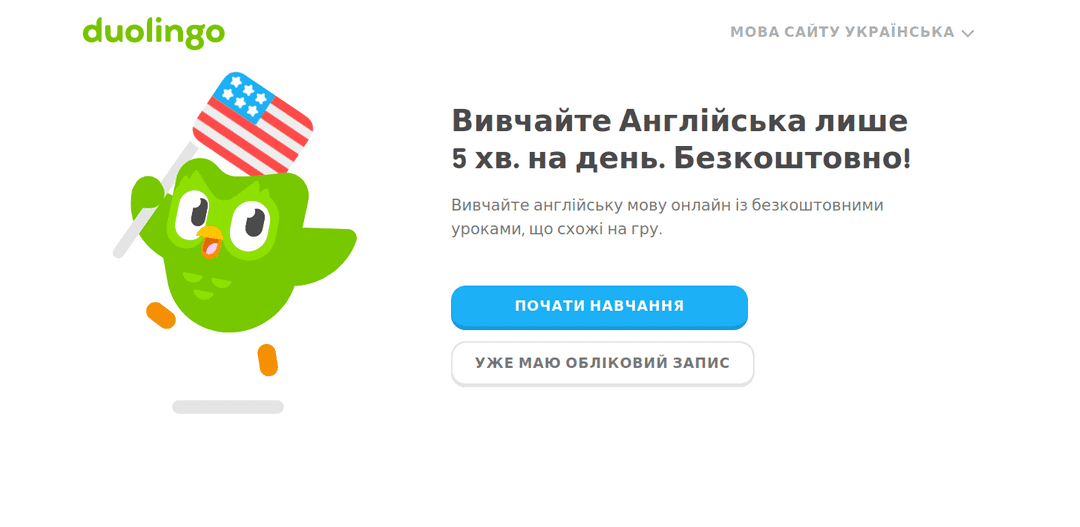 duolingo
МОВА САЙТУ УКРАЇНСЬКА
Вивчайте Англійська лише
5 хв. на день. Безкоштовно!
Вивчайте англійську мову онлайн із безкоштовними
уроками, що схожі на гру.
ПОЧАТИ НАВЧАННЯ
УЖЕ МАЮ ОБЛІКОВИЙ ЗАПИС